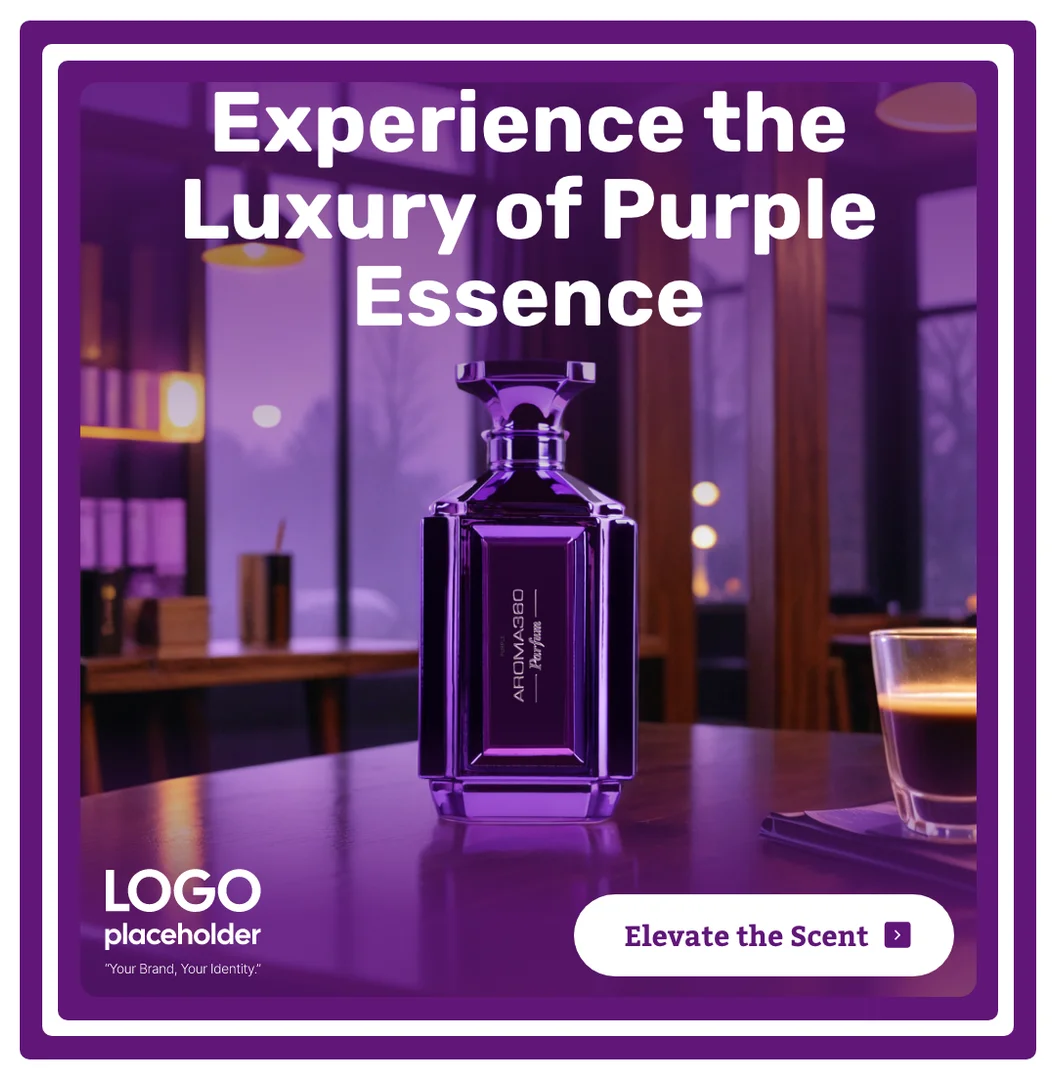 Experience the
Luxury of Purple
Essence
AROMA360
Parfum
LOGO
placeholder
“Your Brand, Your Identity.”
Elevate the Scent